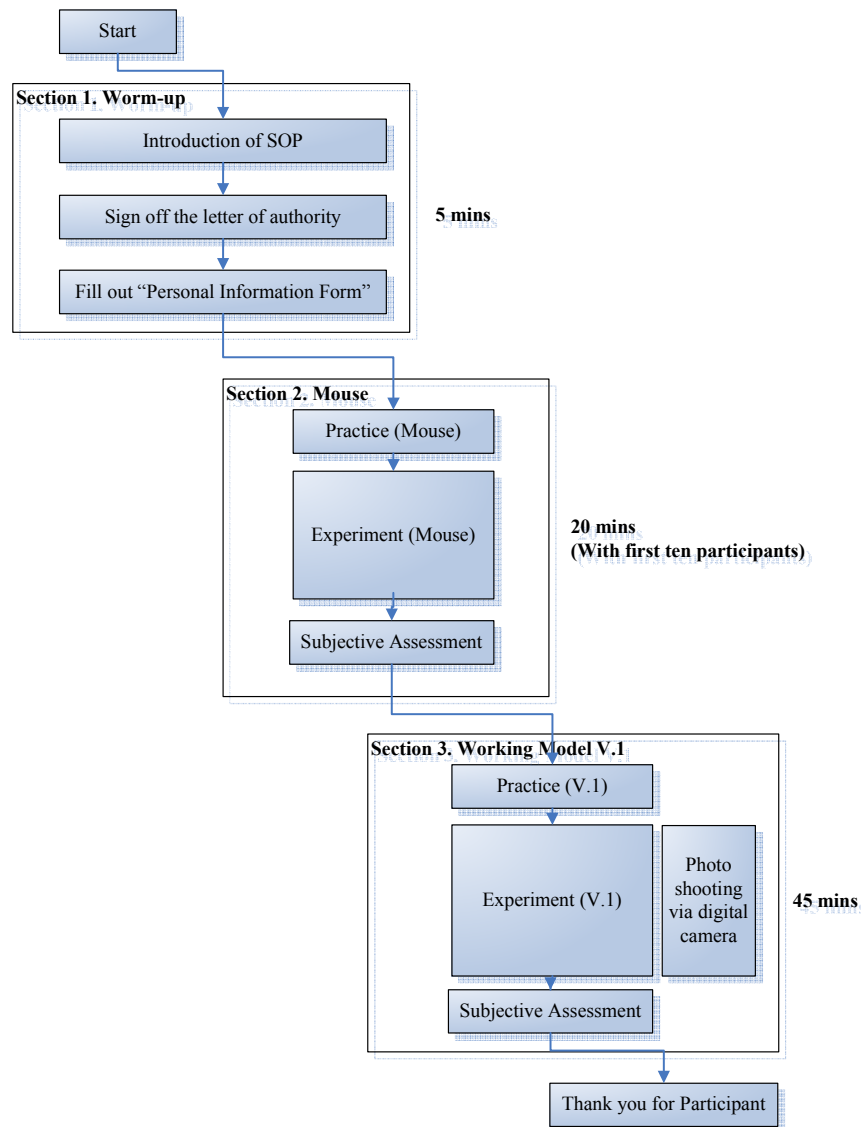 Start
Section 1. Worm-up
Introduction of SOP
Sign off the letter of authority
5 mins
Fill out “Personal Information Form”
Section 2. Mouse
Practice (Mouse)
Experiment (Mouse)
20 mins
(With first ten participants)
Subjective Assessment
Section 3. Working Model V.1
Practice (V.1)
Experiment (V.1)
Photo
shooting
via digital
camera
45 mins
Subjective Assessment
Thank you for Participant